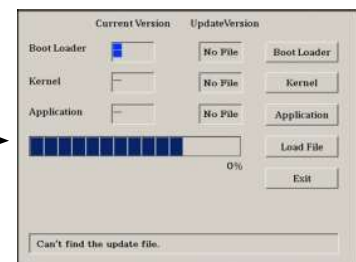 Current Version UpdateVersion
Boot Loader No File Boot Loader
Kernel — No File Kernel
Application — No File Application
Load File
0%
Exit
Can't find the update file.